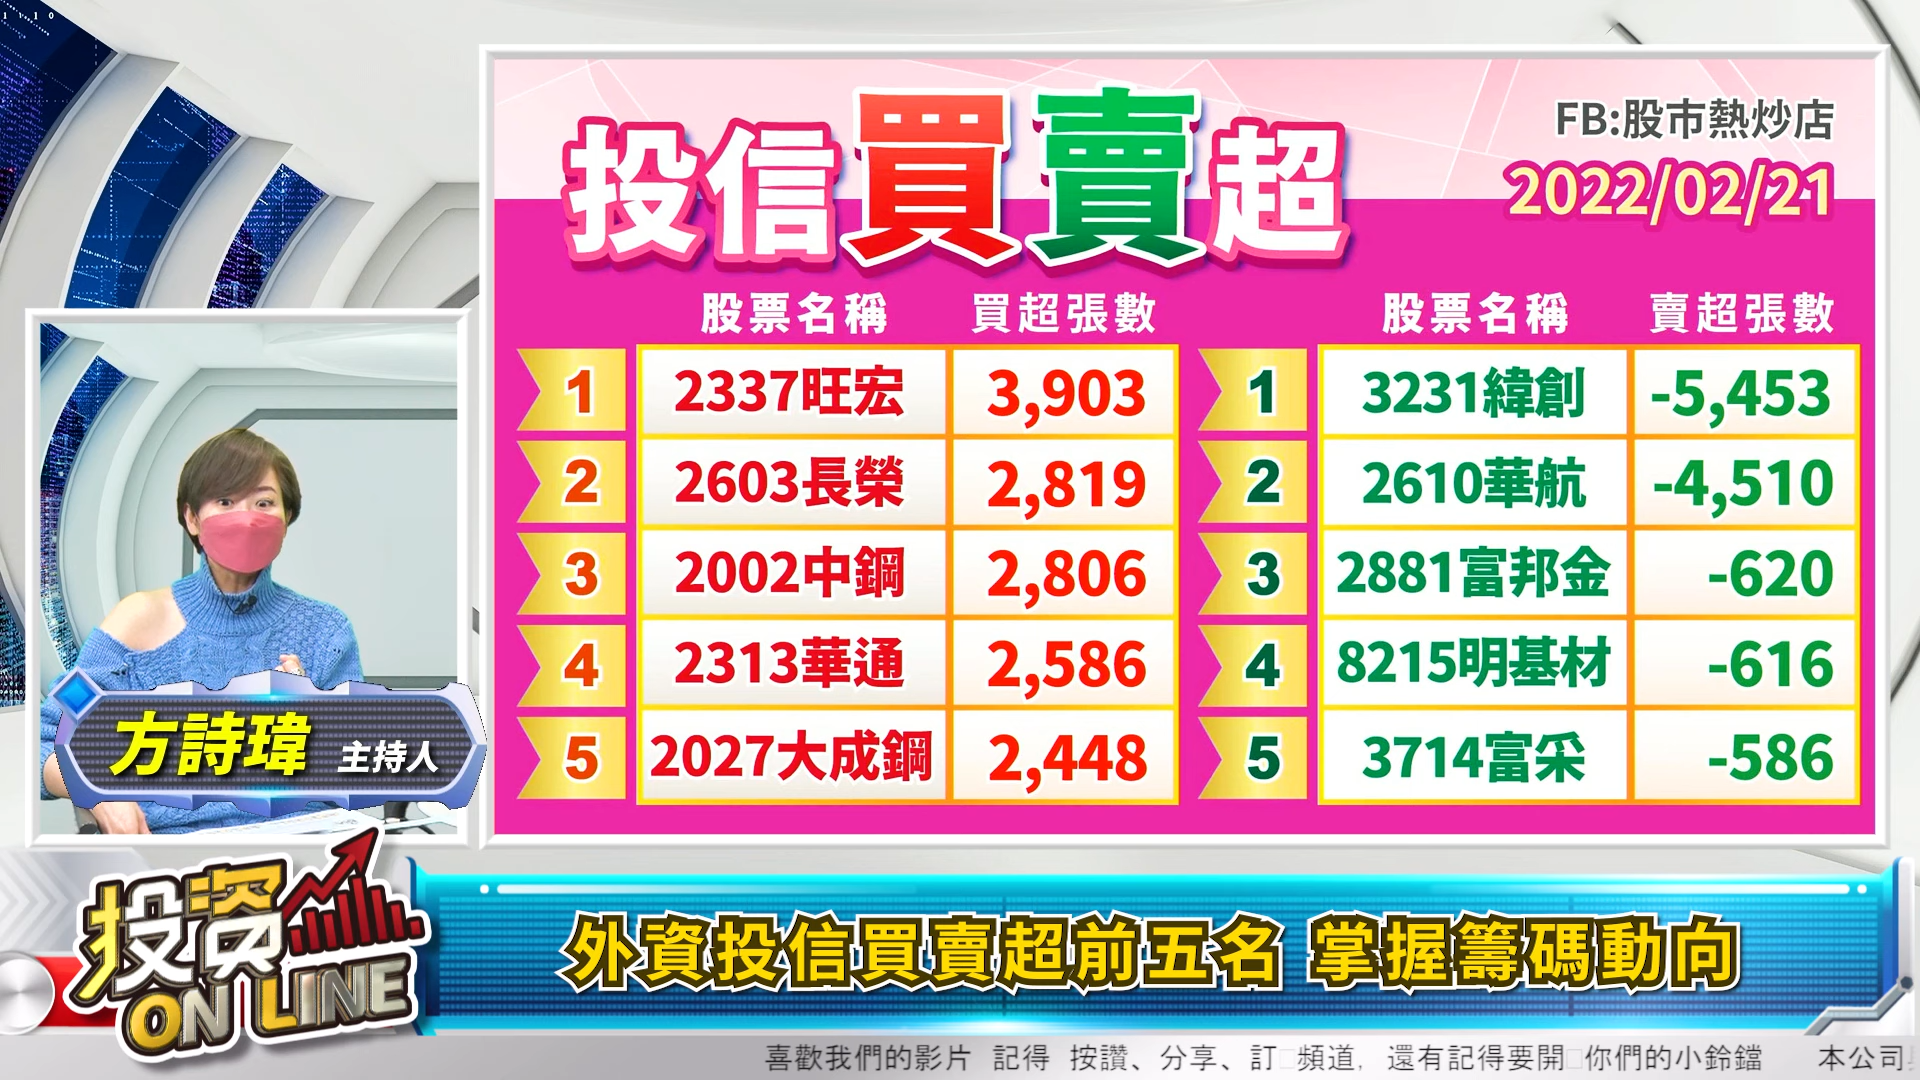 投信買賣超
FB:股市熱炒店
2022/02/21
股票名稱 買超張數
1 2337旺宏 3,903
2 2603長榮 2,819
3 2002中鋼 2,806
4 2313華通 2,586
5 2027大成鋼 2,448
股票名稱 賣超張數
1 3231緯創 -5,453
2 2610華航 -4,510
3 2881富邦金 -620
4 8215明基材 -616
5 3714富采 -586
方詩瑋 主持人
投資
ON LINE
外資投信買賣超前五名 掌握籌碼動向
喜歡我們的影片 記得 按讚、分享、訂□頻道, 還有記得要開□你們的小鈴鐺 本公司